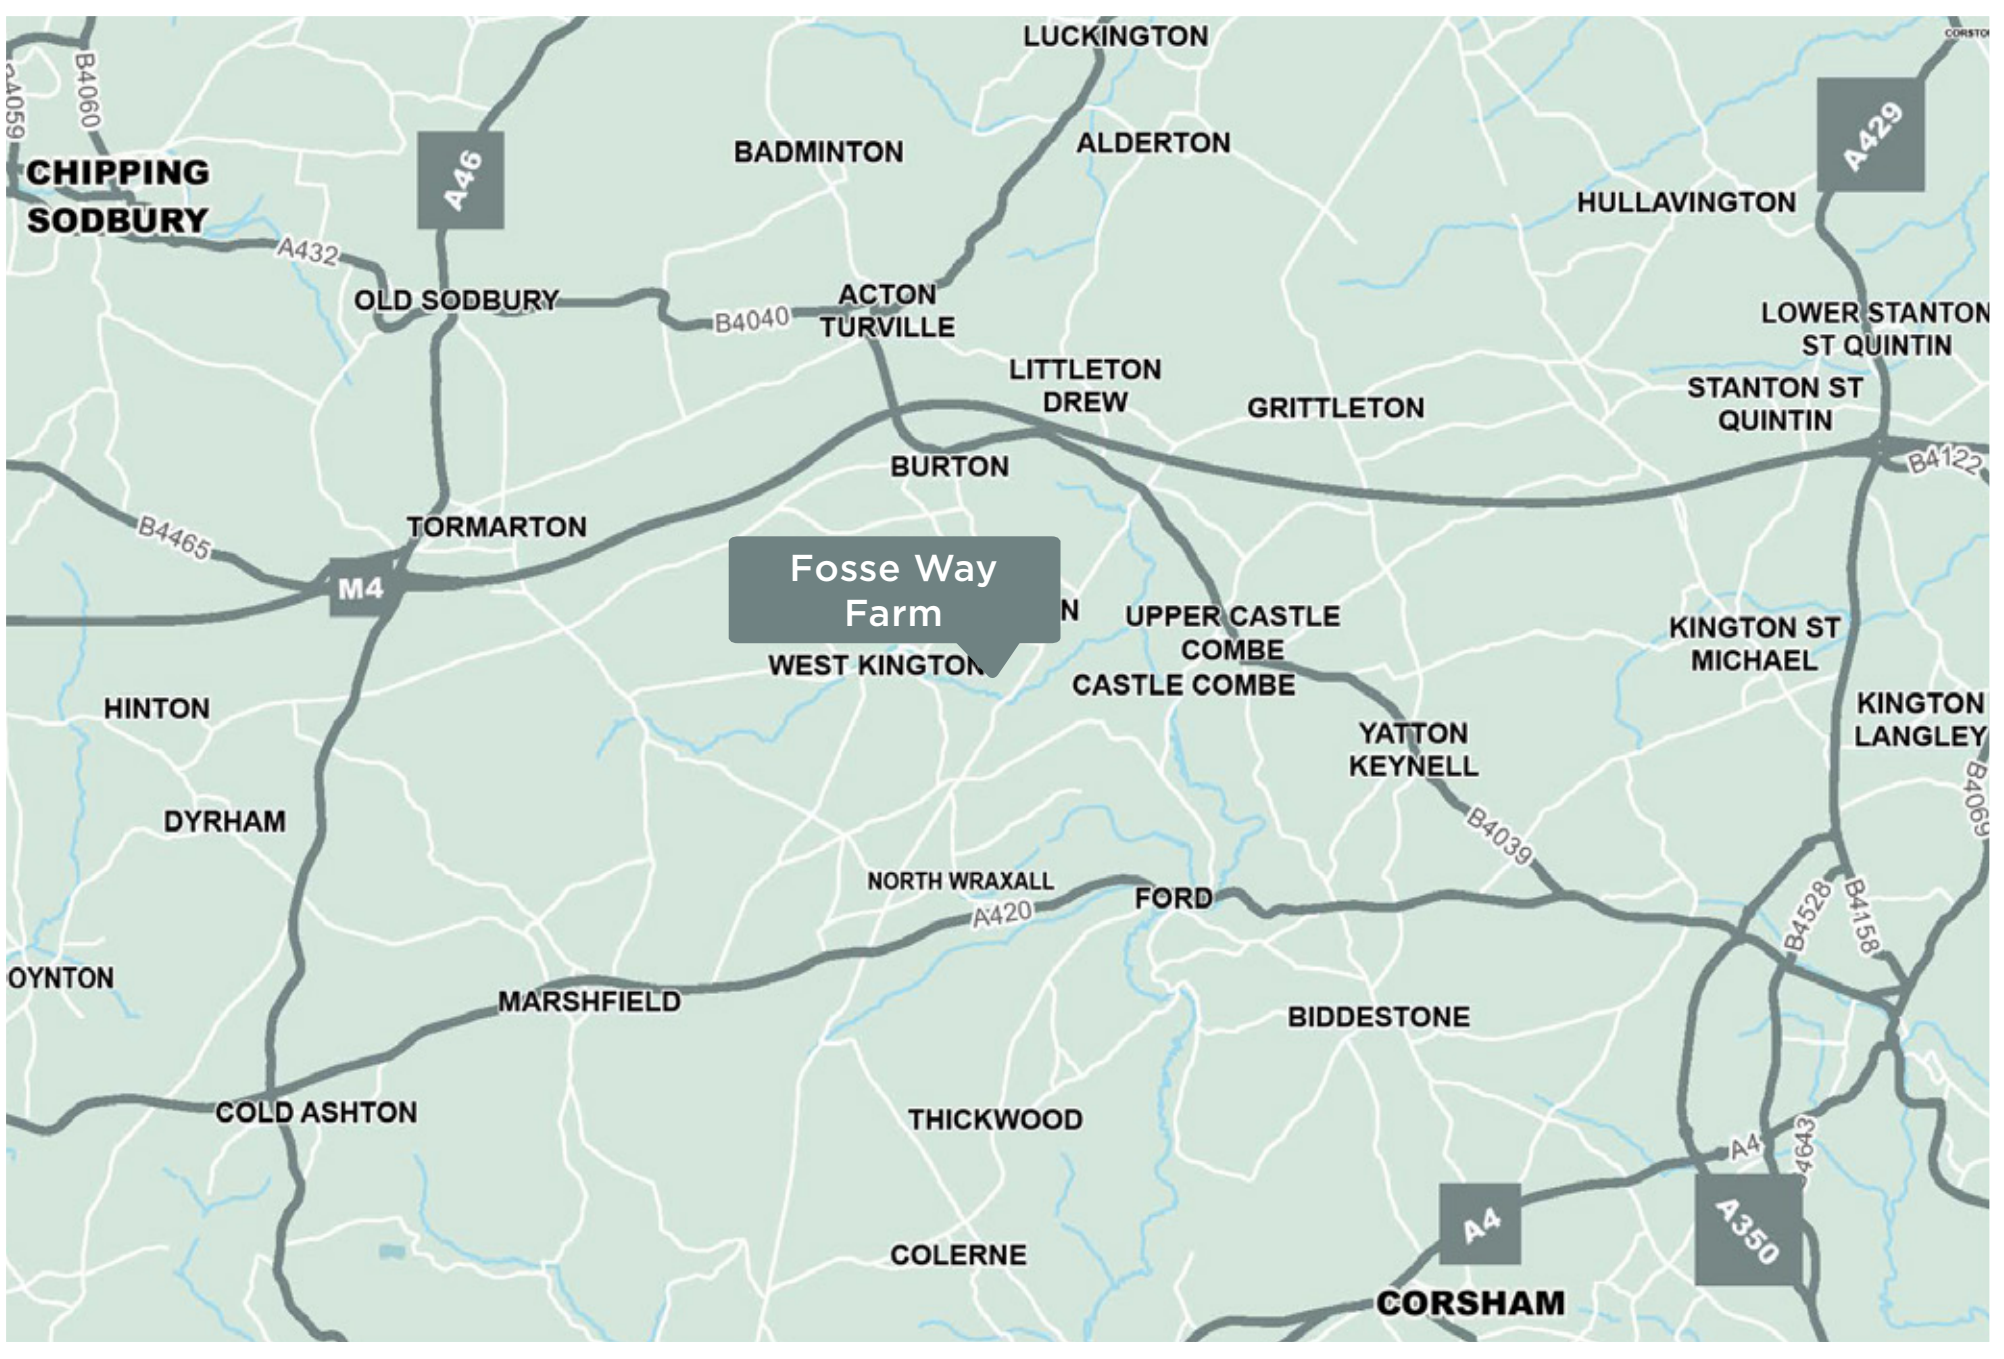 LUCKINGTON
B4060
A429
A46
BADMINTON
ALDERTON
CHIPPING
SODBURY
HULLAVINGTON
A432
OLD SODBURY
B4040
ACTON
TURVILLE
LOWER STANTON
ST QUINTIN
LITTLETON
DREW
GRITTLETON
STANTON ST
QUINTIN
BURTON
B4122
B4465
TORMARTON
M4
Fosse Way
Farm
N
UPPER CASTLE
COMBE
KINGTON ST
MICHAEL
WEST KINGTON
CASTLE COMBE
HINTON
KINGTON
LANGLEY
YATTON
KEYNELL
B4069
DYRHAM
B4039
NORTH WRAXALL
A420
FORD
B4528
B4158
OYNTON
MARSHFIELD
BIDDESTONE
COLD ASHTON
THICKWOOD
A4
4643
A4
A350
COLERNE
CORSHAM